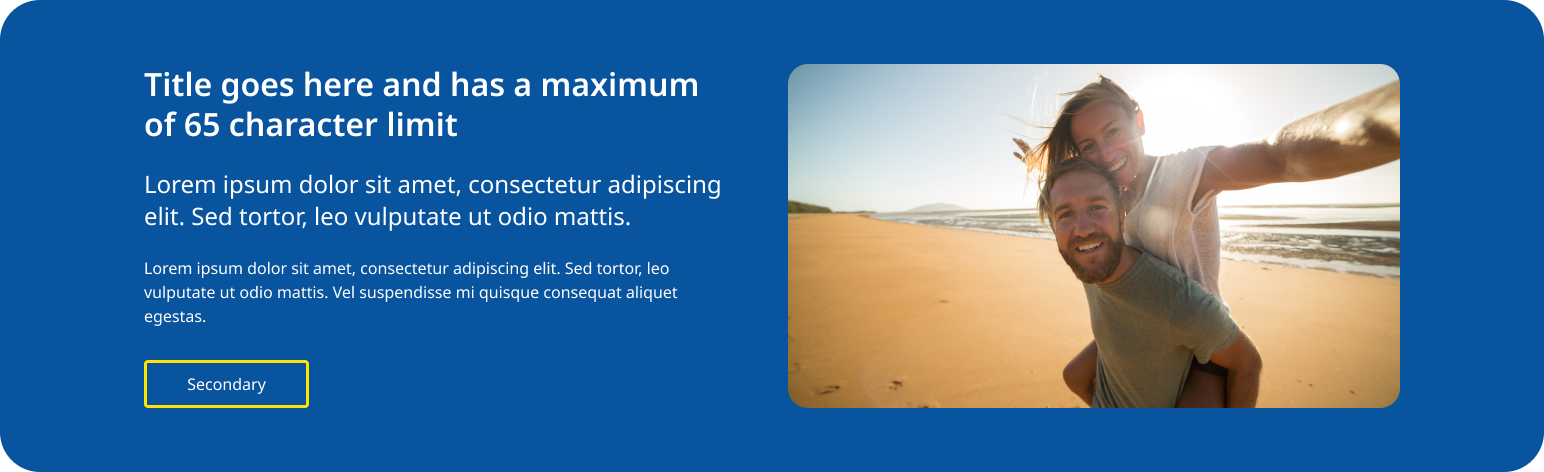 Title goes here and has a maximum
of 65 character limit
Lorem ipsum dolor sit amet, consectetur adipiscing
elit. Sed tortor, leo vulputate ut odio mattis.
Lorem ipsum dolor sit amet, consectetur adipiscing elit. Sed tortor, leo
vulputate ut odio mattis. Vel suspendisse mi quisque consequat aliquet
egestas.
Secondary